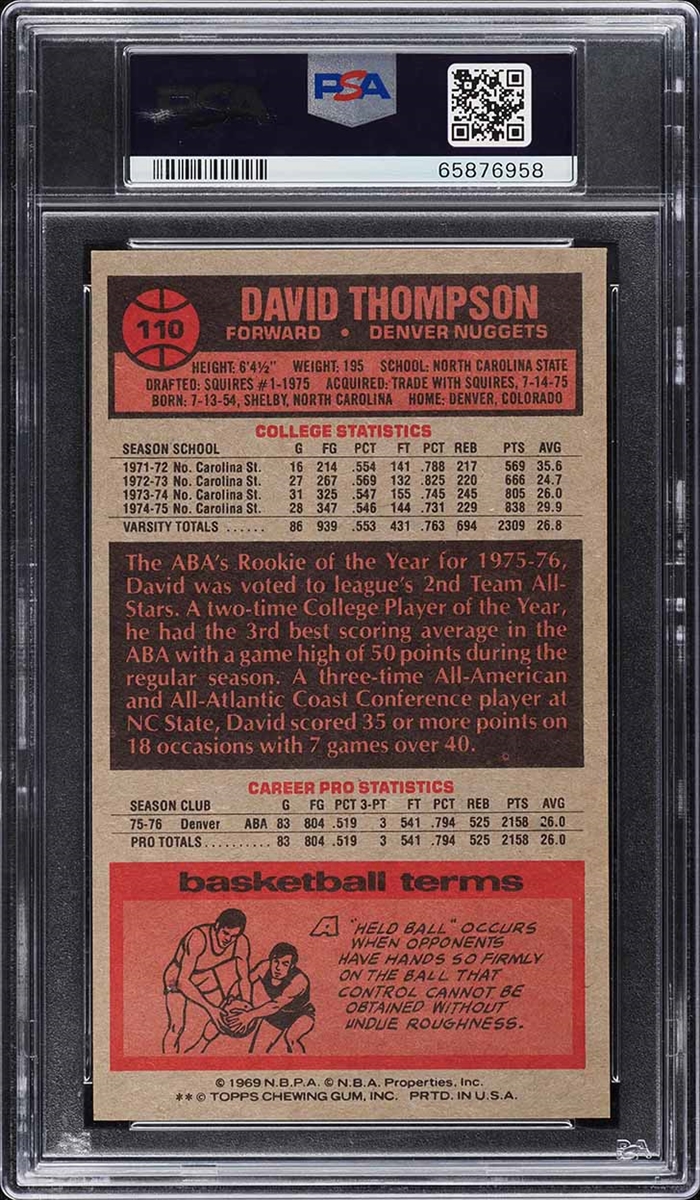 PSA
PSA
65876958
110
DAVID THOMPSON
FORWARD • DENVER NUGGETS
HEIGHT: 6'4½" WEIGHT: 195 SCHOOL: NORTH CAROLINA STATE
DRAFTED: SQUIRES #1-1975 ACQUIRED: TRADE WITH SQUIRES, 7-14-75
BORN: 7-13-54, SHELBY, NORTH CAROLINA HOME: DENVER, COLORADO
COLLEGE STATISTICS
SEASON SCHOOL G FG PCT FT PCT REB PTS AVG
1971-72 No. Carolina St. 16 214 .554 141 .788 217 569 35.6
1972-73 No. Carolina St. 27 267 .569 132 .825 220 666 24.7
1973-74 No. Carolina St. 31 325 .547 155 .745 245 805 26.0
1974-75 No. Carolina St. 28 347 .546 144 .731 229 838 29.9
VARSITY TOTALS ...... 86 939 .553 431 .763 694 2309 26.8
The ABA's Rookie of the Year for 1975-76,
David was voted to league's 2nd Team All-
Stars. A two-time College Player of the Year,
he had the 3rd best scoring average in the
ABA with a game high of 50 points during the
regular season. A three-time All-American
and All-Atlantic Coast Conference player at
NC State, David scored 35 or more points on
18 occasions with 7 games over 40.
CAREER PRO STATISTICS
SEASON CLUB G FG PCT 3-PT FT PCT REB PTS AVG
75-76 Denver ABA 83 804 .519 3 541 .794 525 2158 26.0
PRO TOTALS .......... 83 804 .519 3 541 .794 525 2158 26.0
basketball terms
A "HELD BALL" OCCURS
WHEN OPPONENTS
HAVE HANDS SO FIRMLY
ON THE BALL THAT
CONTROL CANNOT BE
OBTAINED WITHOUT
UNDUE ROUGHNESS.
© 1969 N.B.P.A. © N.B.A. Properties, Inc.
** © TOPPS CHEWING GUM, INC. PRTD. IN U.S.A.
PSA